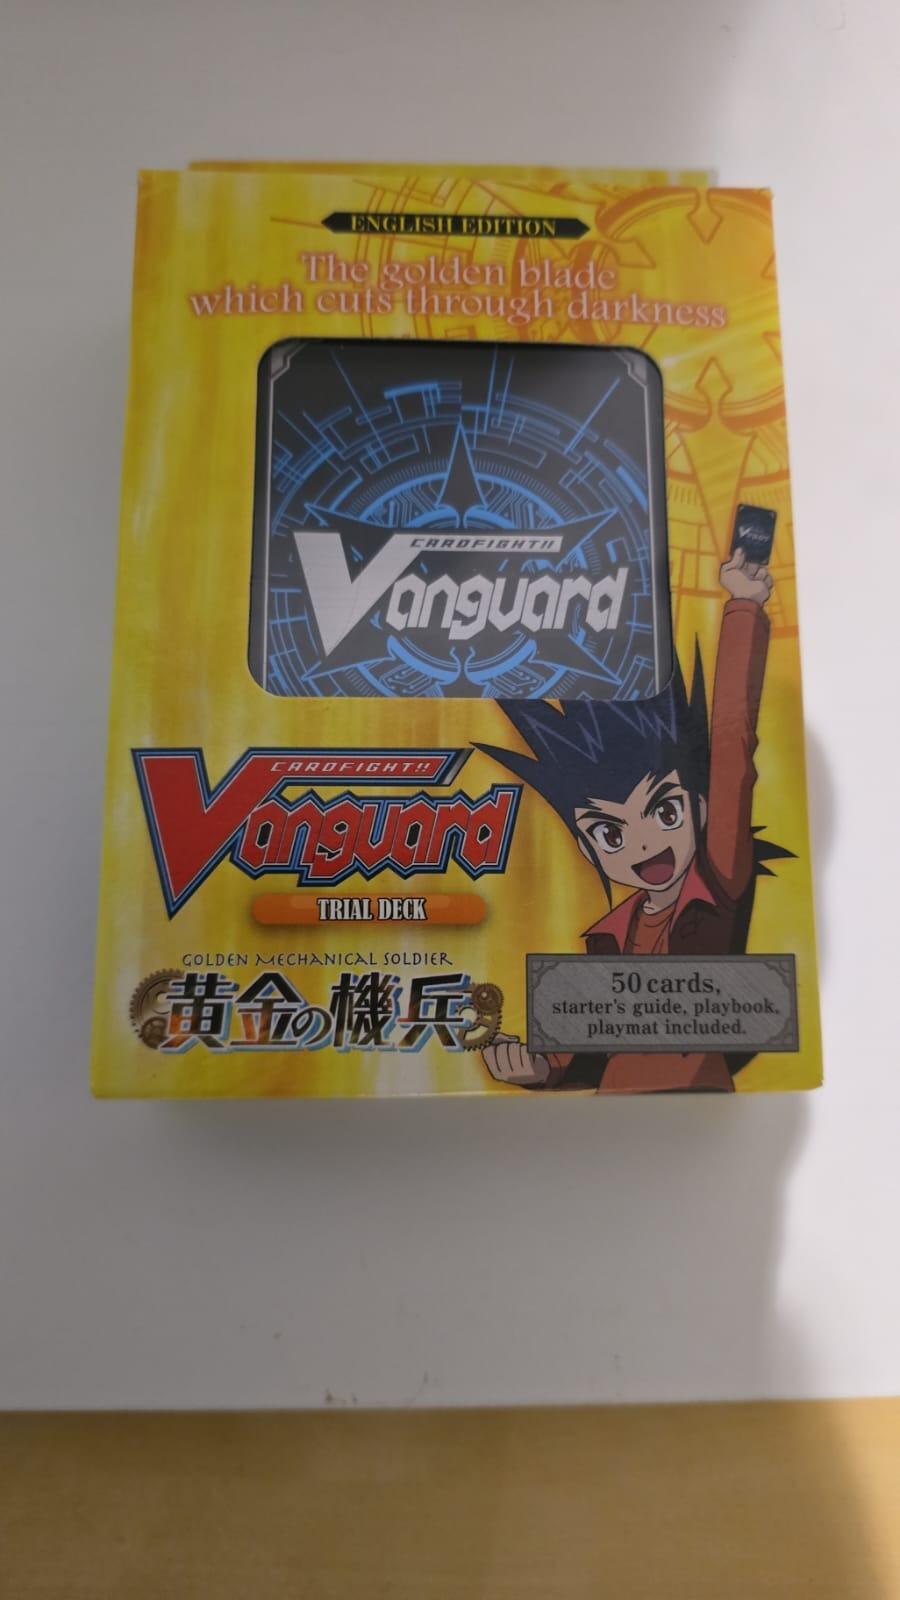 ENGLISH EDITION
The golden blade
which cuts through darkness
CARDFIGHT!!
Vanguard
CARDFIGHT!!
Vanguard
TRIAL DECK
GOLDEN MECHANICAL SOLDIER
黄金の機兵
50 cards,
starter's guide, playbook,
playmat included.